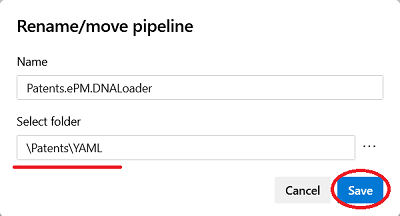 Rename/move pipeline
Name
Patents.ePM.DNALoader
Select folder
\Patents\YAML
...
Cancel Save